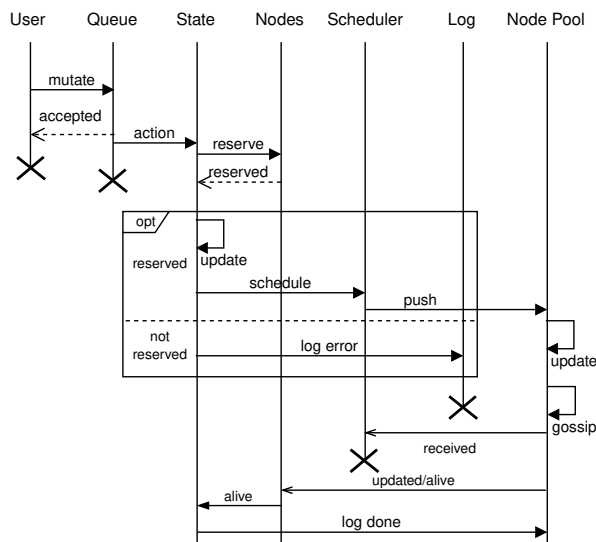 User Queue State Nodes Scheduler Log Node Pool
mutate
accepted
action
reserve
reserved
opt
reserved
update
schedule
push
not
reserved
log error
update
gossip
received
updated/alive
alive
log done